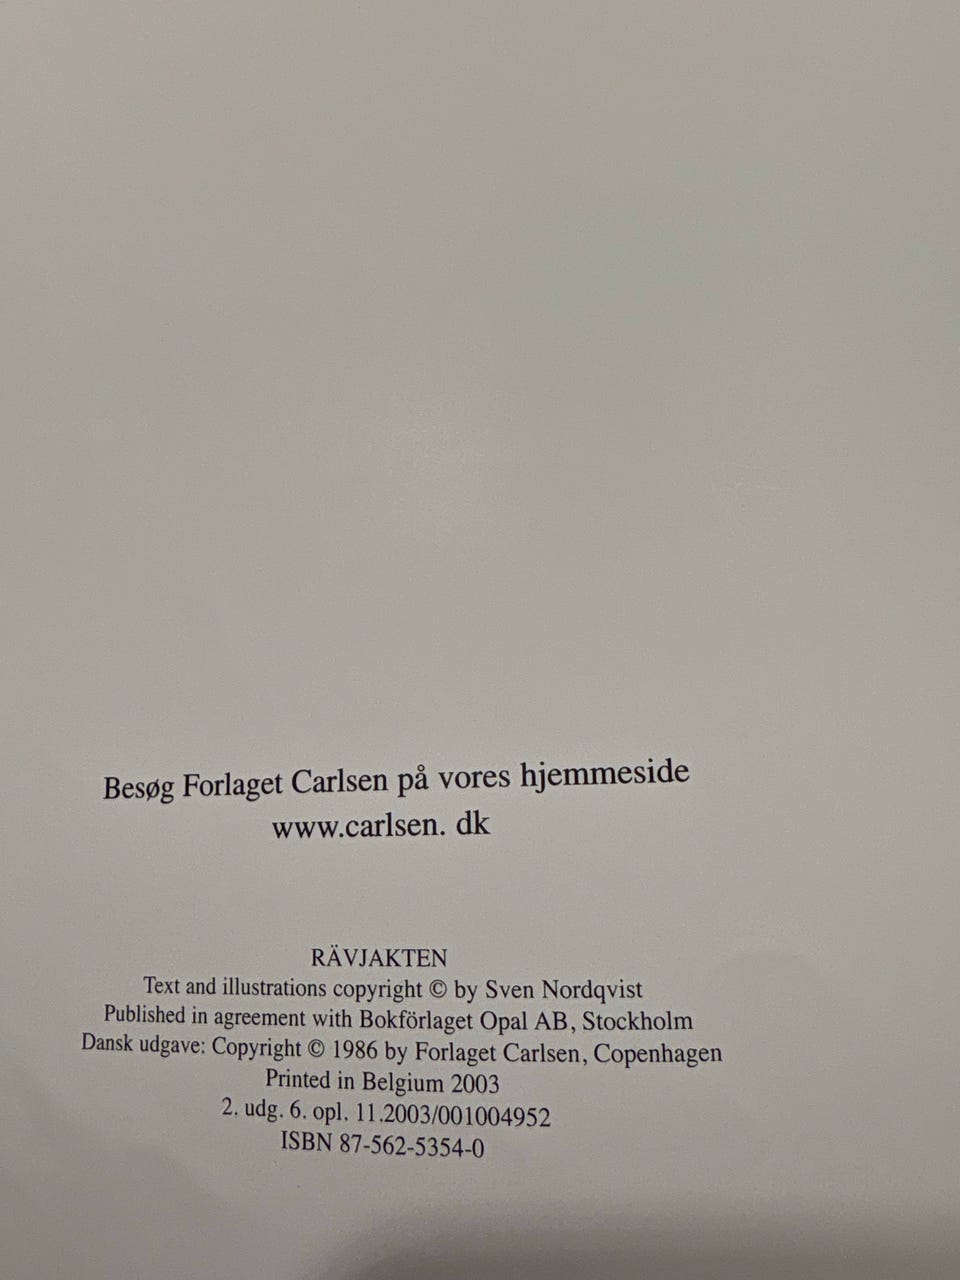 Besøg Forlaget Carlsen på vores hjemmeside
www.carlsen. dk
RÄVJAKTEN
Text and illustrations copyright © by Sven Nordqvist
Published in agreement with Bokförlaget Opal AB, Stockholm
Dansk udgave: Copyright © 1986 by Forlaget Carlsen, Copenhagen
Printed in Belgium 2003
2. udg. 6. opl. 11.2003/001004952
ISBN 87-562-5354-0